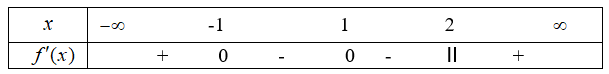 x −∞ -1 1 2 ∞
f'(x) + 0 - 0 - || +